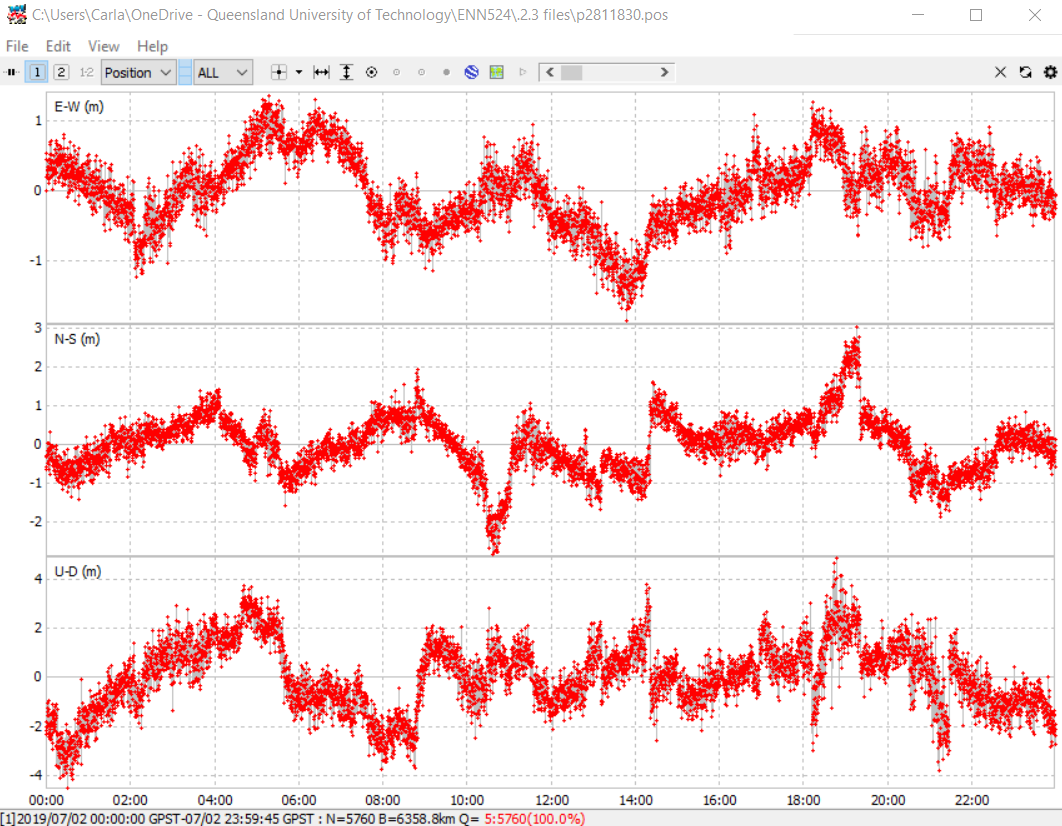 C:\Users\Carla\OneDrive - Queensland University of Technology\ENN524\.2.3 files\p2811830.pos
File Edit View Help
1 2 1-2 Position ALL
E-W (m)
1
0
-1
N-S (m)
3
2
1
0
-1
-2
U-D (m)
4
2
0
-2
-4
00:00 02:00 04:00 06:00 08:00 10:00 12:00 14:00 16:00 18:00 20:00 22:00
[1]2019/07/02 00:00:00 GPST-07/02 23:59:45 GPST : N=5760 B=6358.8km Q= 5:5760(100.0%)